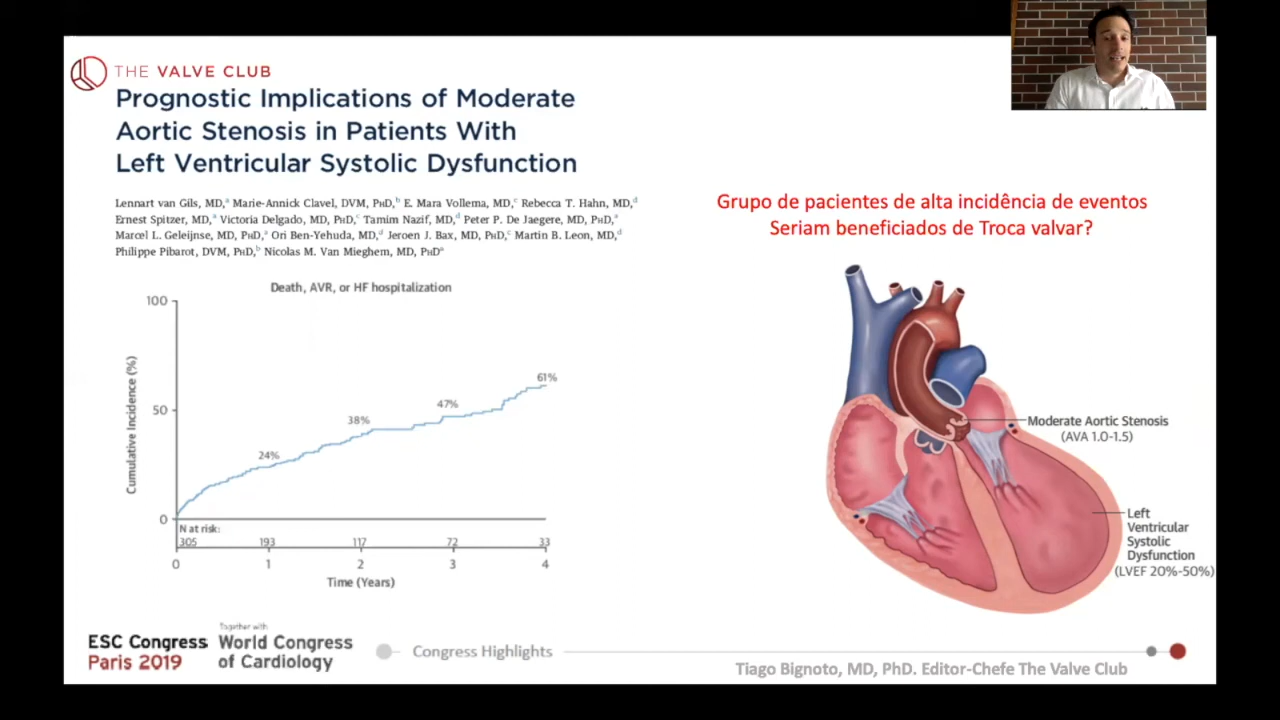 THE VALVE CLUB
Prognostic Implications of Moderate
Aortic Stenosis in Patients With
Left Ventricular Systolic Dysfunction
Lennart van Gils, MD,a Marie-Annick Clavel, DVM, PhD,b E. Mara Vollema, MD,c Rebecca T. Hahn, MD,d
Ernest Spitzer, MD,a Victoria Delgado, MD, PhD,c Tamim Nazif, MD,d Peter P. De Jaegere, MD, PhD,a
Marcel L. Geleijnse, MD, PhD,a Ori Ben-Yehuda, MD,d Jeroen J. Bax, MD, PhD,c Martin B. Leon, MD,d
Philippe Pibarot, DVM, PhD,b Nicolas M. Van Mieghem, MD, PhDa
Grupo de pacientes de alta incidência de eventos
Seriam beneficiados de Troca valvar?
Death, AVR, or HF hospitalization
Cumulative Incidence (%)
100
50
0
24%
38%
47%
61%
N at risk:
305 193 117 72 33
0 1 2 3 4
Time (Years)
Moderate Aortic Stenosis
(AVA 1.0-1.5)
Left
Ventricular
Systolic
Dysfunction
(LVEF 20%-50%)
ESC Congress
Paris 2019
Together with
World Congress
of Cardiology
Congress Highlights
Tiago Bignoto, MD, PhD. Editor-Chefe The Valve Club